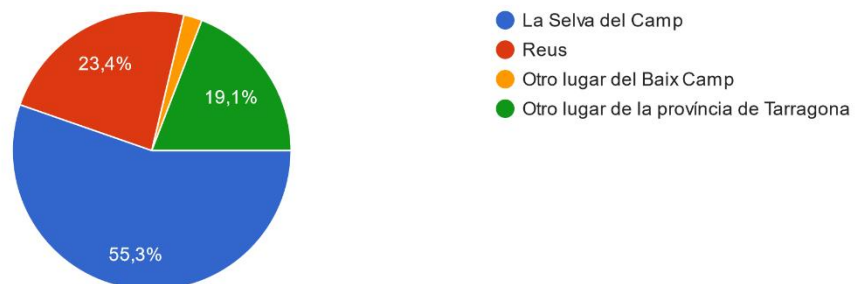 La Selva del Camp
Reus
Otro lugar del Baix Camp
Otro lugar de la província de Tarragona
23,4%
19,1%
55,3%